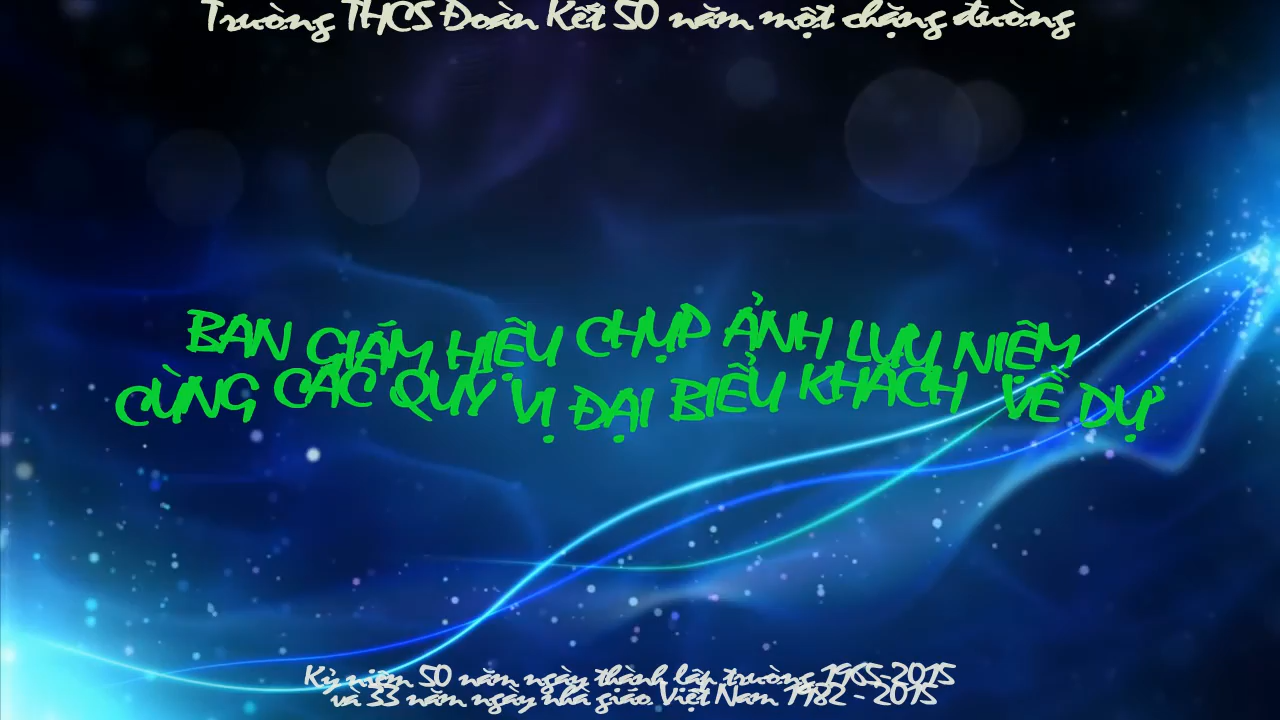 Trường THCS Đoàn Kết 50 năm một chặng đường
BAN GIÁM HIỆU CHỤP ẢNH LƯU NIỆM
CÙNG CÁC QUÝ VỊ ĐẠI BIỂU KHÁCH VỀ DỰ
Kỷ niệm 50 năm ngày thành lập trường 1965-2015
và 33 năm ngày nhà giáo Việt Nam 1982 - 2015